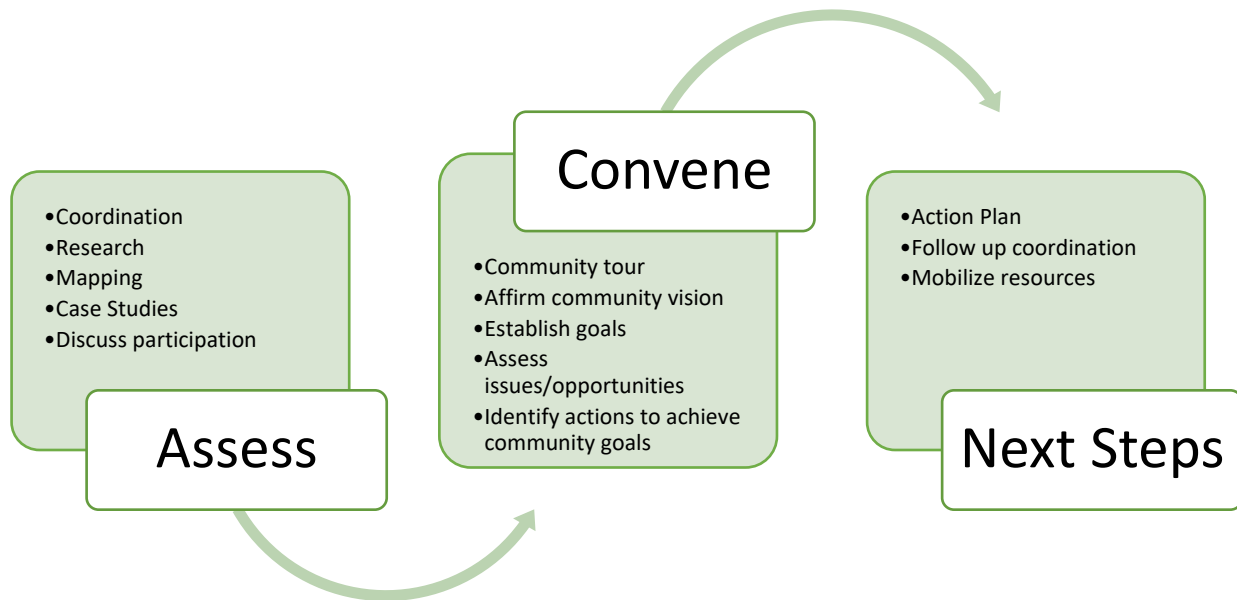 •Coordination
•Research
•Mapping
•Case Studies
•Discuss participation
Assess
Convene
•Community tour
•Affirm community vision
•Establish goals
•Assess
issues/opportunities
•Identify actions to achieve
community goals
•Action Plan
•Follow up coordination
•Mobilize resources
Next Steps